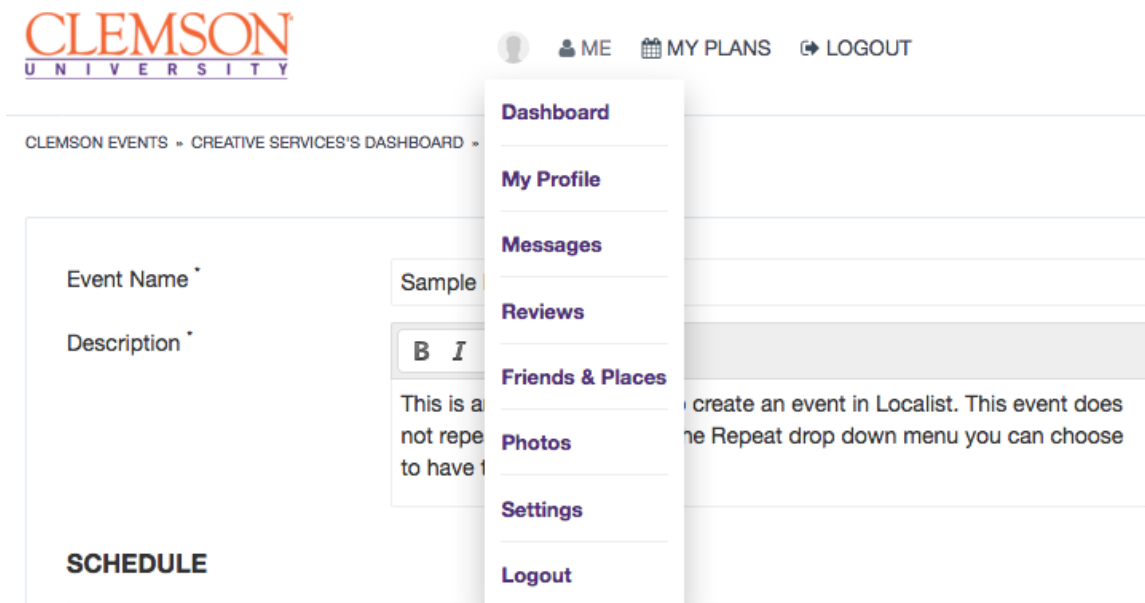 CLEMSON
UNIVERSITY
ME MY PLANS LOGOUT
CLEMSON EVENTS » CREATIVE SERVICES'S DASHBOARD »
Dashboard
My Profile
Messages
Reviews
Friends & Places
Photos
Settings
Logout
Event Name *
Sample
Description *
B I
This is create an event in Localist. This event does
not Repeat drop down menu you can choose
to have
SCHEDULE